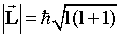 |L⃗| = ℏ√l(l+1)